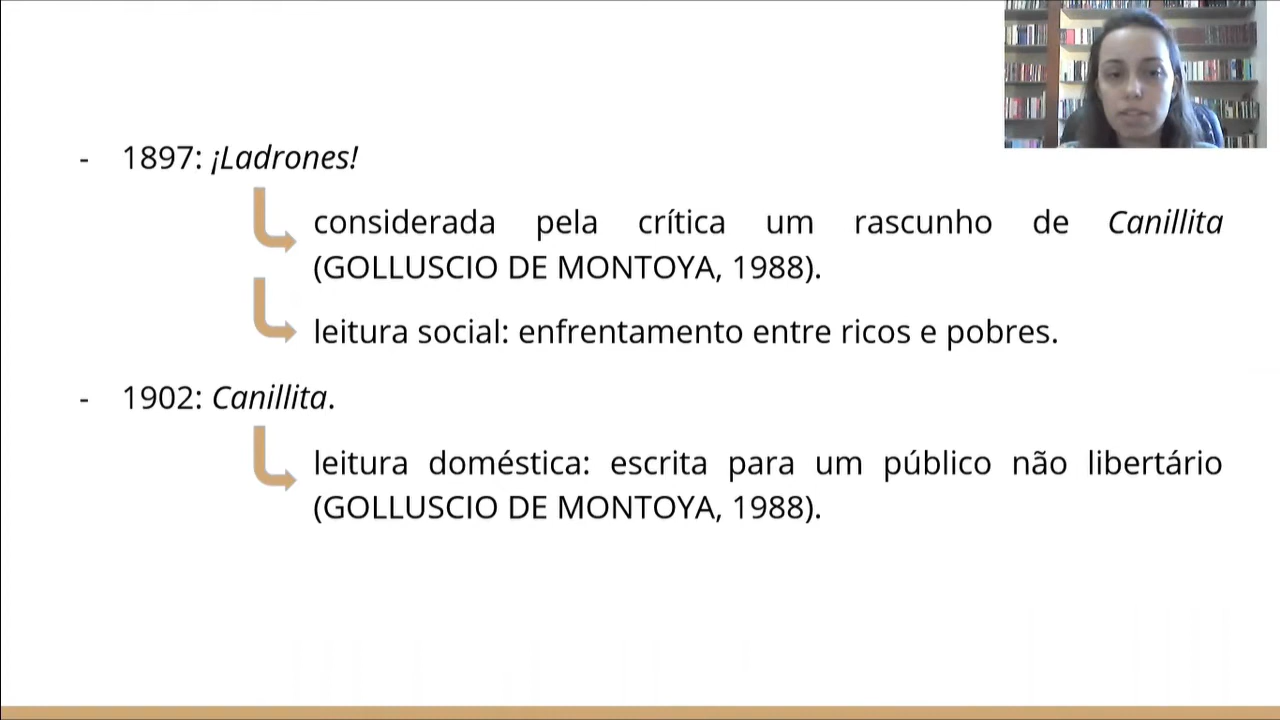 - 1897: ¡Ladrones!
considerada pela crítica um rascunho de Canillita
(GOLLUSCIO DE MONTOYA, 1988).
leitura social: enfrentamento entre ricos e pobres.
- 1902: Canillita.
leitura doméstica: escrita para um público não libertário
(GOLLUSCIO DE MONTOYA, 1988).